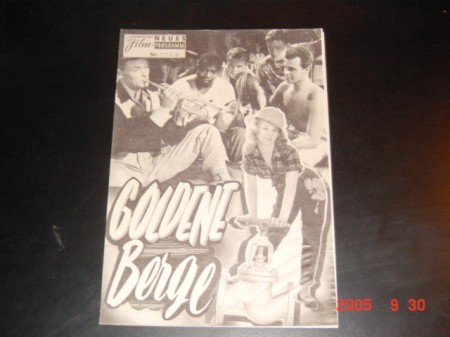 Film-
NEUES
PROGRAMM
GOLDENE
Berge
2005 9 30